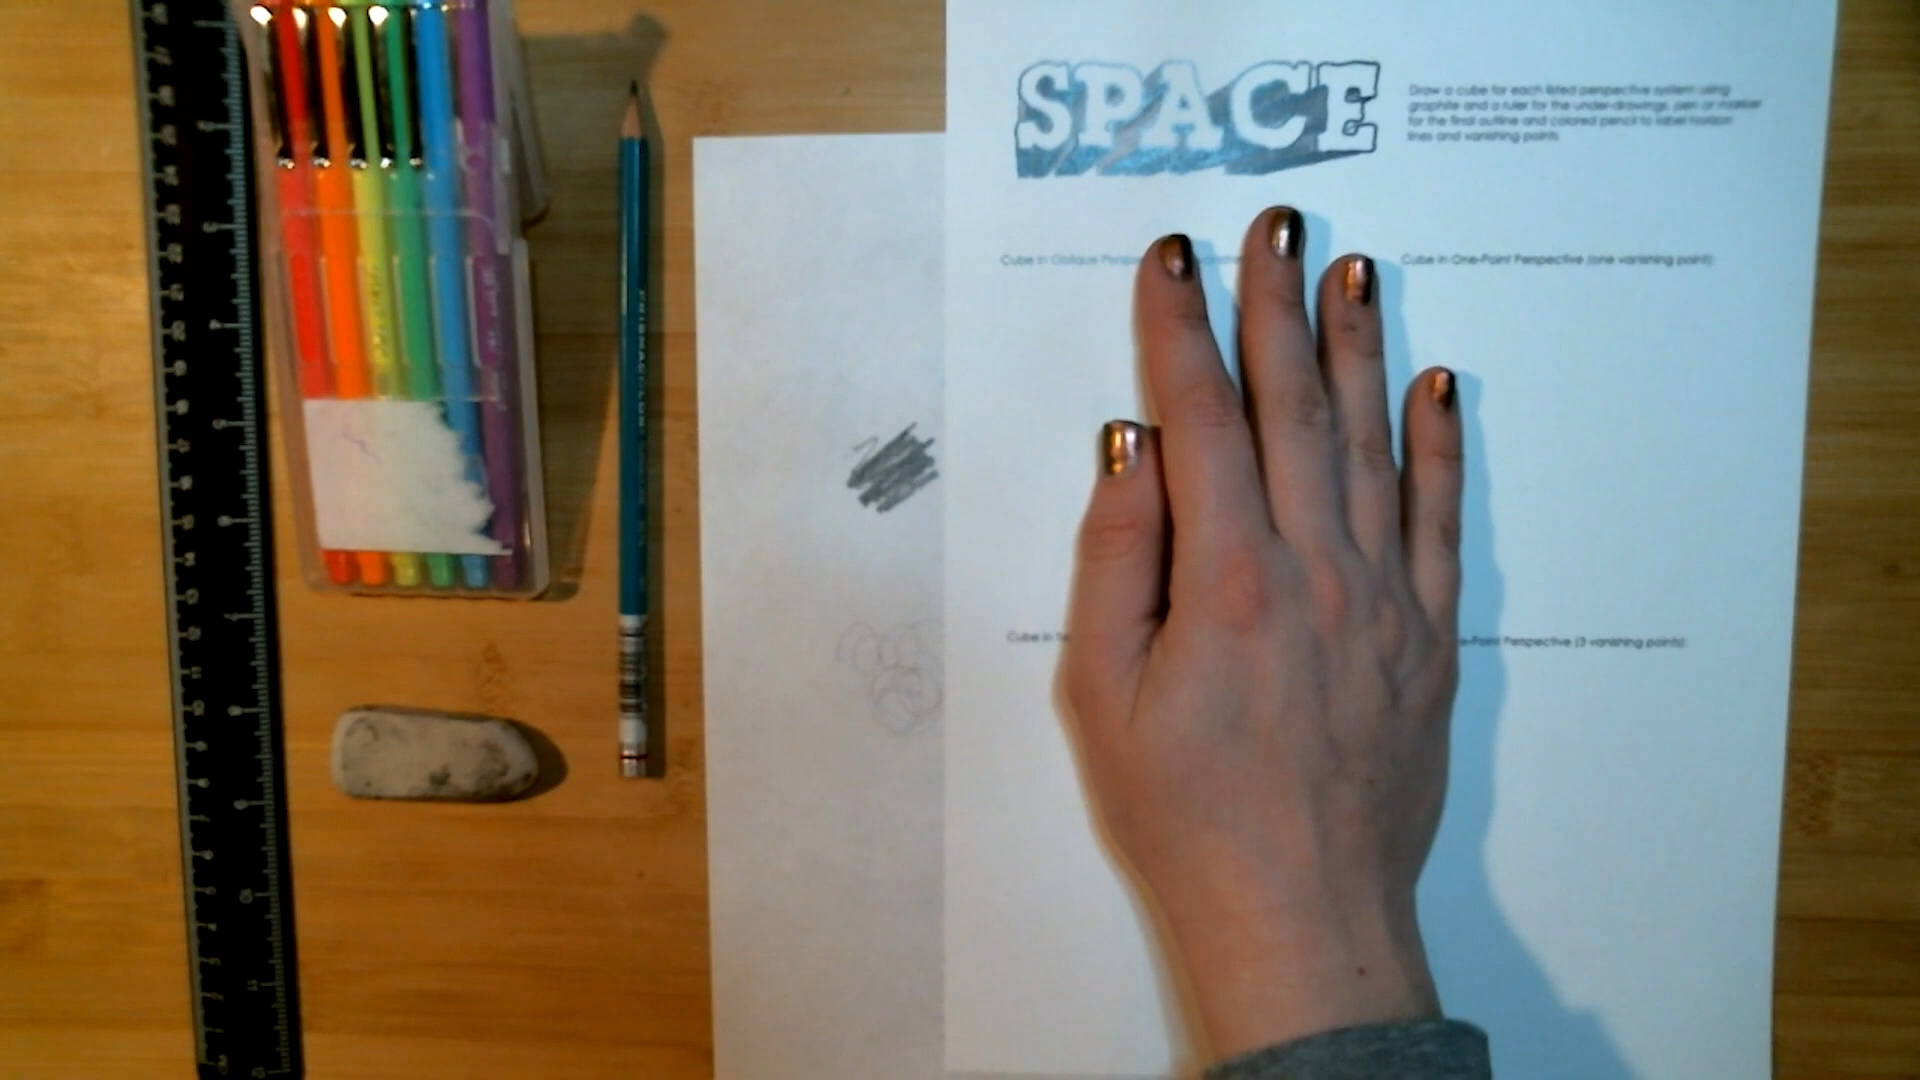 SPACE
Draw a cube for each listed perspective system using
graphite and a ruler for the under-drawings, pen or marker
for the final outline and colored pencil to label horizon
lines and vanishing points.
Cube in Oblique
Cube in One-Point Perspective (one vanishing point):
Cube in
-Point Perspective (3 vanishing points):